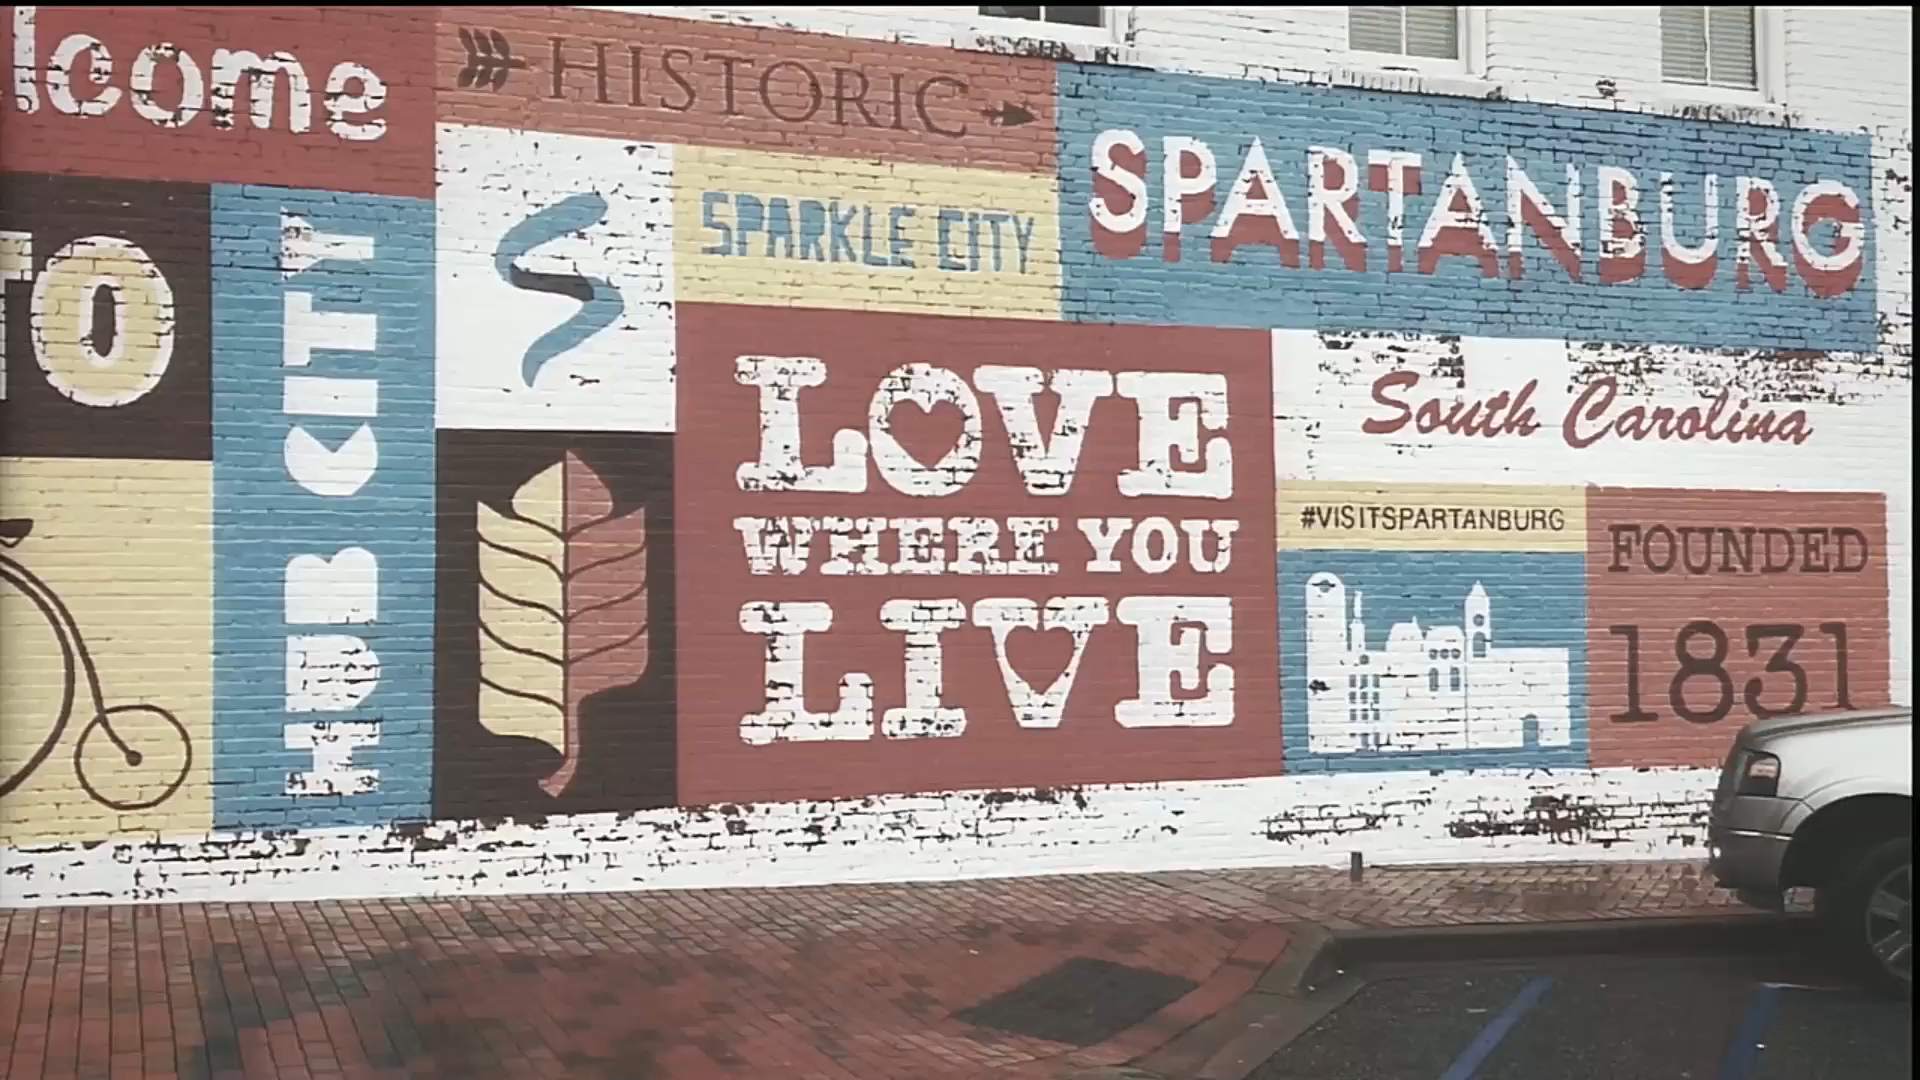 lcome
HISTORIC
TO
HUB CITY
SPARKLE CITY
SPARTANBURG
LOVE
WHERE YOU
LIVE
South Carolina
#VISITSPARTANBURG
FOUNDED
1831